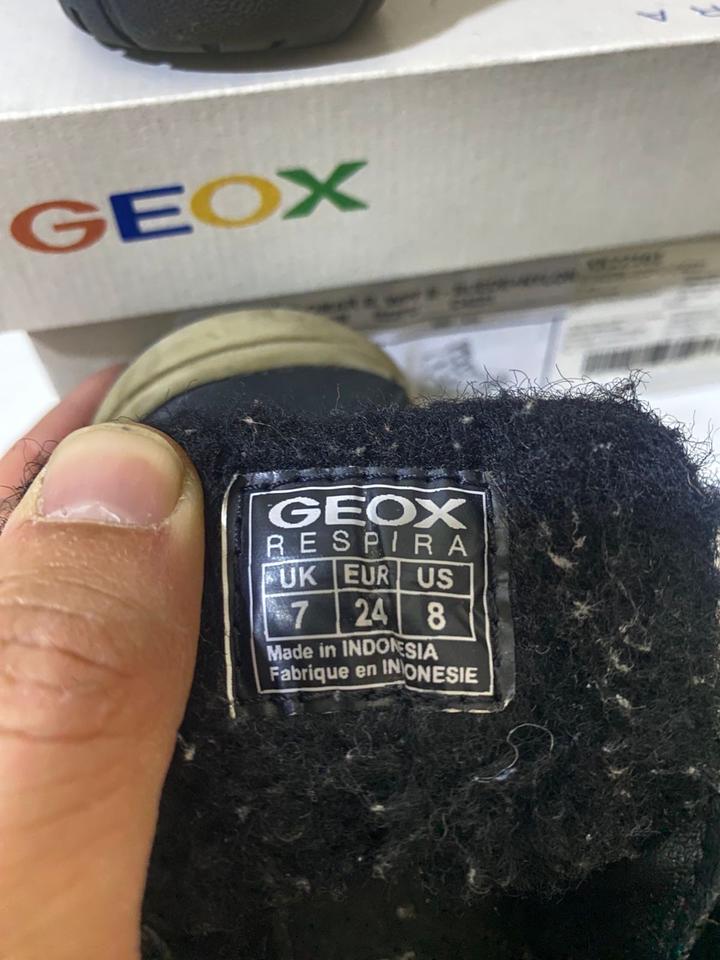 GEOX
GEOX
RESPIRA
UK EUR US
7 24 8
Made in INDONESIA
Fabrique en INDONESIE